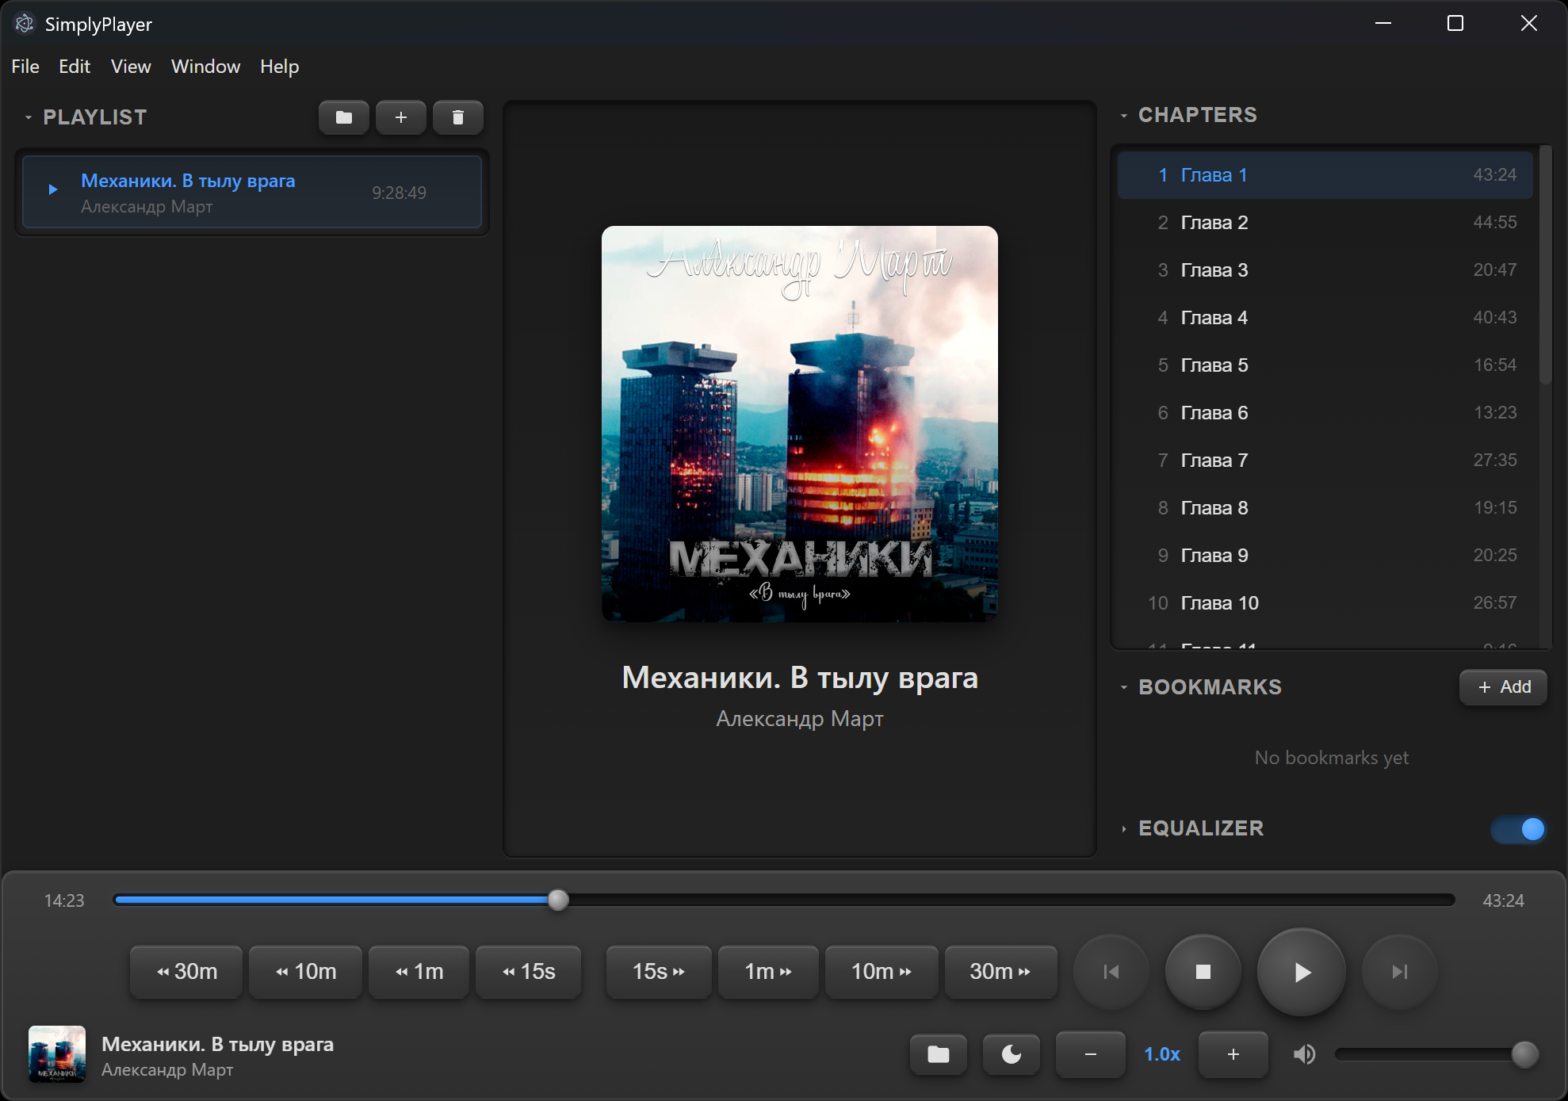 SimplyPlayer
File Edit View Window Help
PLAYLIST
Механики. В тылу врага
Александр Март
9:28:49
Александр Март
МЕХАНИКИ
«В тылу врага»
Механики. В тылу врага
Александр Март
CHAPTERS
1 Глава 1 43:24
2 Глава 2 44:55
3 Глава 3 20:47
4 Глава 4 40:43
5 Глава 5 16:54
6 Глава 6 13:23
7 Глава 7 27:35
8 Глава 8 19:15
9 Глава 9 20:25
10 Глава 10 26:57
11 Глава 11
BOOKMARKS
+ Add
No bookmarks yet
EQUALIZER
14:23 43:24
30m 10m 1m 15s 15s 1m 10m 30m
МЕХАНИКИ
Механики. В тылу врага
Александр Март
− 1.0x +